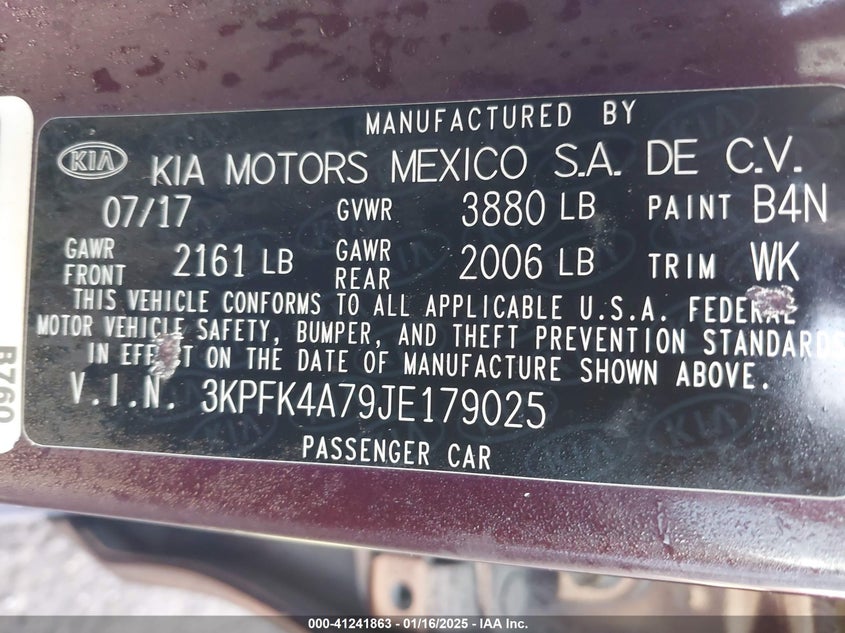 MANUFACTURED BY
KIA KIA MOTORS MEXICO S.A. DE C.V.
07/17 GVWR 3880 LB PAINT B4N
GAWR FRONT 2161 LB GAWR REAR 2006 LB TRIM WK
THIS VEHICLE CONFORMS TO ALL APPLICABLE U.S.A. FEDERAL
MOTOR VEHICLE SAFETY, BUMPER, AND THEFT PREVENTION STANDARDS
IN EFFECT ON THE DATE OF MANUFACTURE SHOWN ABOVE.
V.I.N. 3KPFK4A79JE179025
PASSENGER CAR
B760
000-41241863 - 01/16/2025 - IAA Inc.